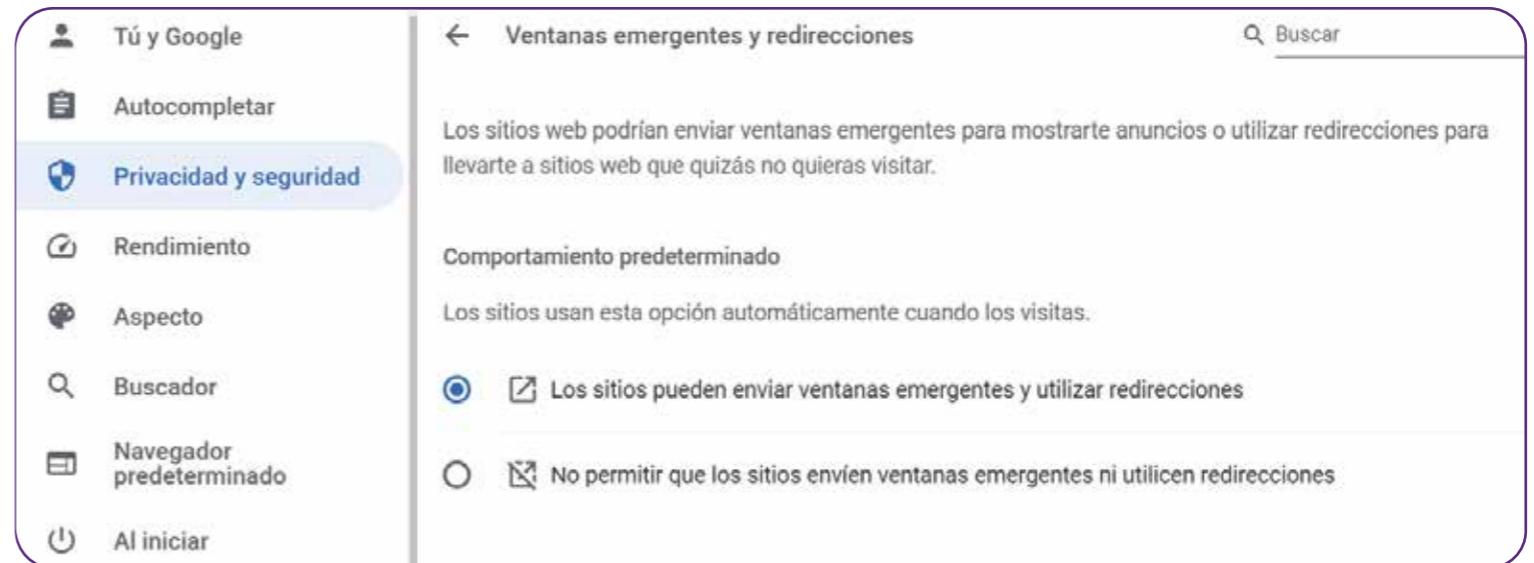 Tú y Google
Autocompletar
Privacidad y seguridad
Rendimiento
Aspecto
Buscador
Navegador
predeterminado
Al iniciar
Ventanas emergentes y redirecciones
Buscar
Los sitios web podrían enviar ventanas emergentes para mostrarte anuncios o utilizar redirecciones para
llevarte a sitios web que quizás no quieras visitar.
Comportamiento predeterminado
Los sitios usan esta opción automáticamente cuando los visitas.
Los sitios pueden enviar ventanas emergentes y utilizar redirecciones
No permitir que los sitios envíen ventanas emergentes ni utilicen redirecciones